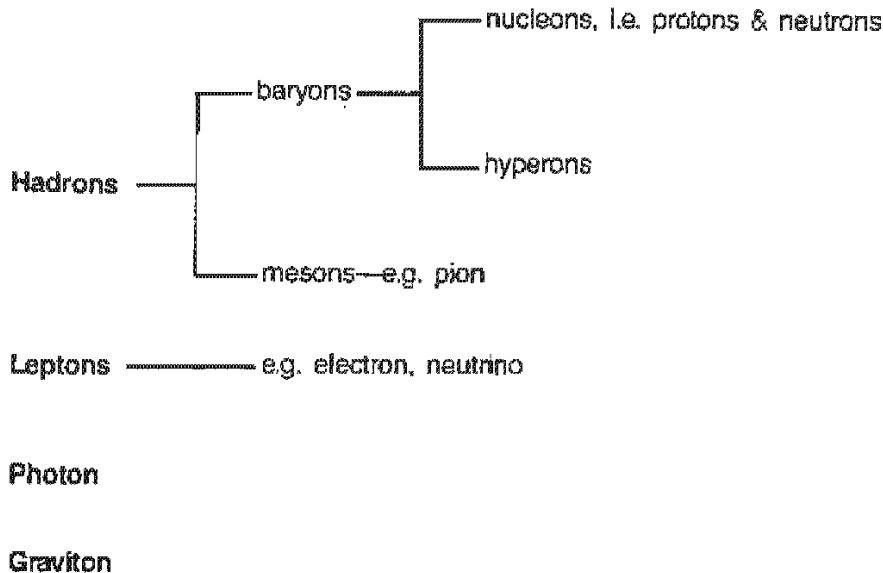 nucleons, i.e. protons & neutrons
baryons
hyperons
Hadrons
mesons—e.g. pion
Leptons e.g. electron, neutrino
Photon
Graviton